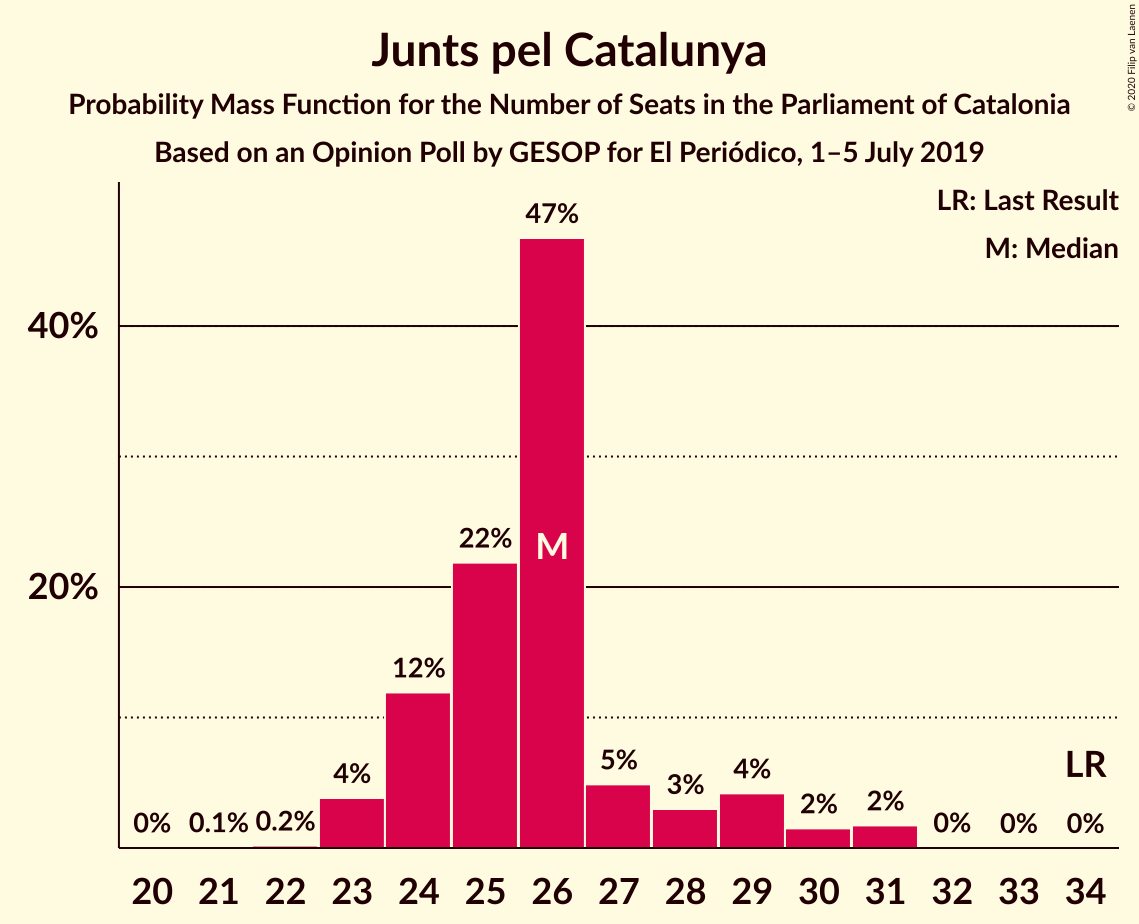 Junts pel Catalunya
Probability Mass Function for the Number of Seats in the Parliament of Catalonia
Based on an Opinion Poll by GESOP for El Periódico, 1–5 July 2019
© 2020 Filip van Laenen
LR: Last Result
M: Median
47%
40%
22%
M
20%
12%
5%
4%
4%
3%
2%
2%
LR
0%
0.1%
0.2%
0%
0%
0%
20 21 22 23 24 25 26 27 28 29 30 31 32 33 34